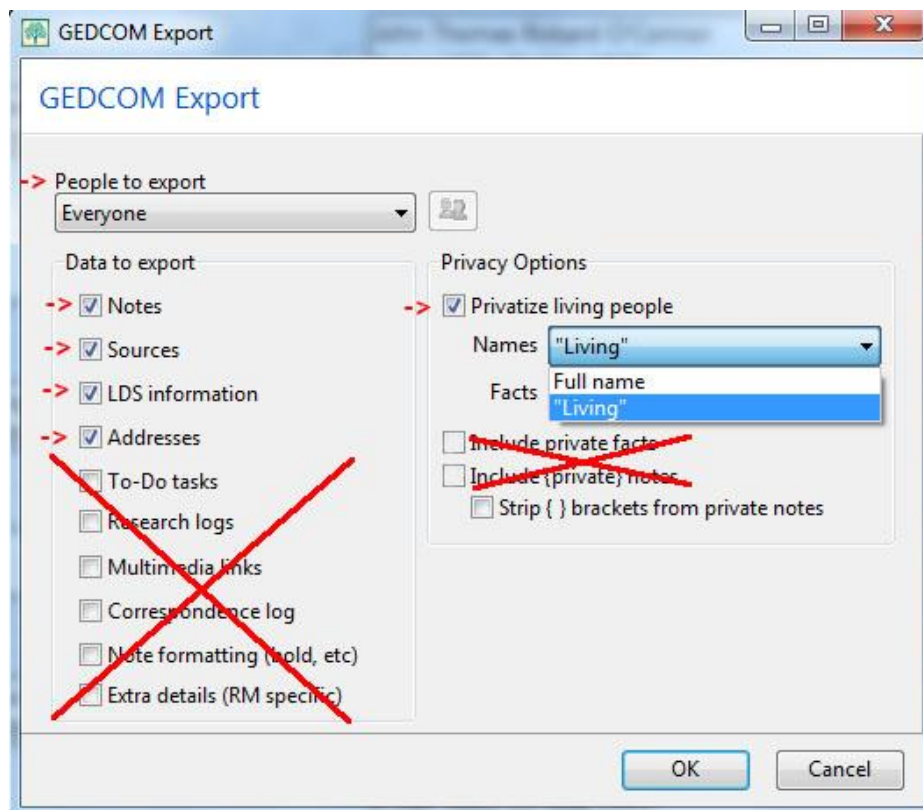 GEDCOM Export
GEDCOM Export
-> People to export
Everyone
Data to export
-> Notes
-> Sources
-> LDS information
-> Addresses
To-Do tasks
Research logs
Multimedia links
Correspondence log
Note formatting (bold, etc)
Extra details (RM specific)
Privacy Options
-> Privatize living people
Names "Living"
Full name
Facts "Living"
Include private facts
Include {private} notes
Strip { } brackets from private notes
OK Cancel